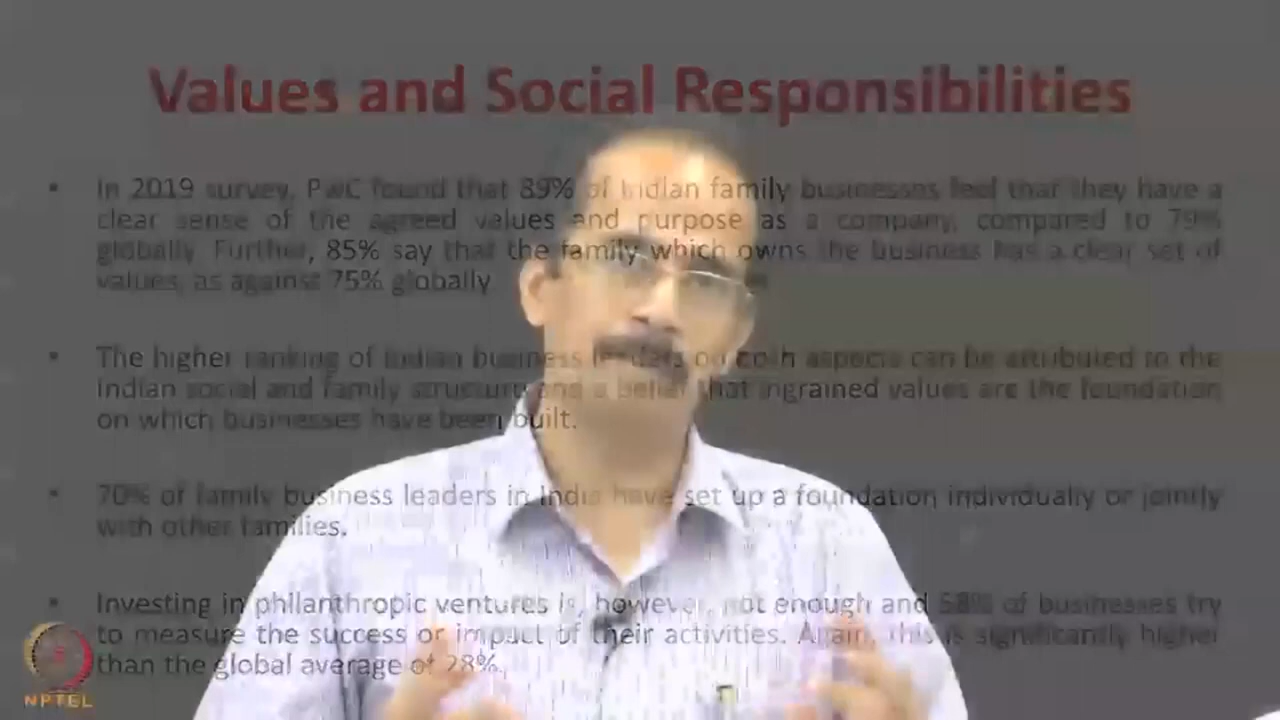 Values and Social Responsibilities
• In 2019 survey, PwC found that 89% of Indian family businesses feel that they have a
clear sense of the agreed values and purpose as a company, compared to 79%
globally. Further, 85% say that the family which owns the business has a clear set of
values, as against 75% globally
• The higher ranking of Indian business leaders on both aspects can be attributed to the
Indian social and family structure and a belief that ingrained values are the foundation
on which businesses have been built.
• 70% of family business leaders in India have set up a foundation individually or jointly
with other families.
• Investing in philanthropic ventures is, however, not enough and 58% of businesses try
to measure the success or impact of their activities. Again, this is significantly higher
than the global average of 28%.
NPTEL